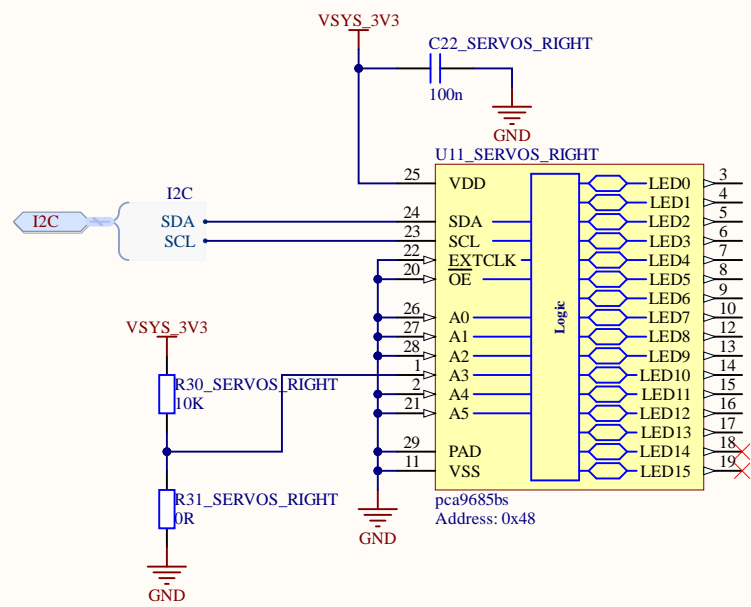 VSYS_3V3
C22_SERVOS_RIGHT
100n
GND
U11_SERVOS_RIGHT
25 VDD LED0 3
LED1 4
I2C
I2C SDA 24 SDA LED2 5
SCL 23 SCL LED3 6
22 EXTCLK LED4 7
20 OE LED5 8
LED6 9
26 A0 LED7 10
27 A1 LED8 12
28 A2 LED9 13
1 A3 LED10 14
2 A4 LED11 15
21 A5 LED12 16
LED13 17
29 PAD LED14 18
11 VSS LED15 19
Logic
VSYS_3V3
R30_SERVOS_RIGHT
10K
R31_SERVOS_RIGHT
0R
GND
pca9685bs
Address: 0x48
GND